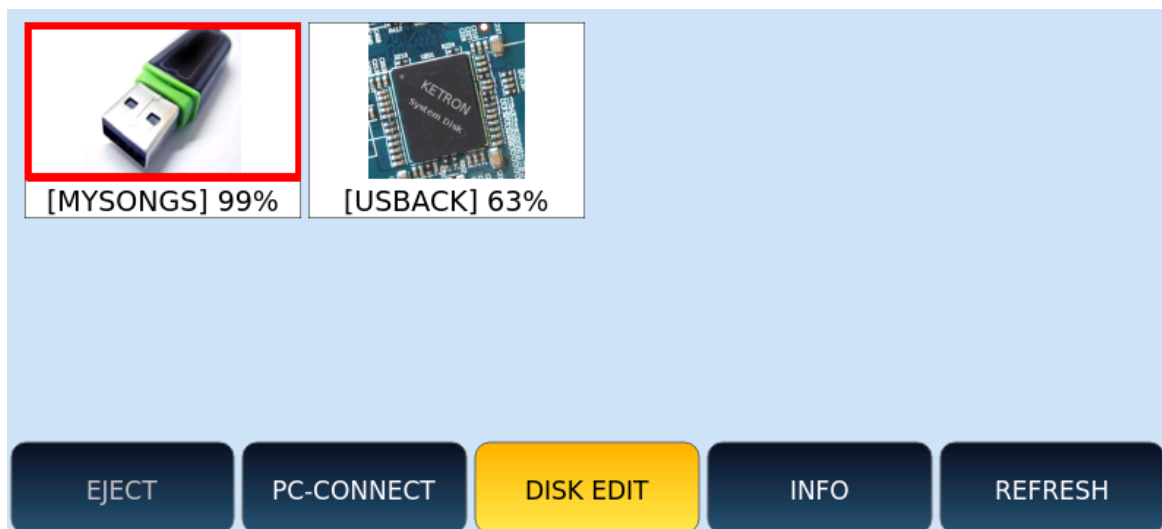 KETRON
System Disk
[MYSONGS] 99%
[USBACK] 63%
EJECT
PC-CONNECT
DISK EDIT
INFO
REFRESH